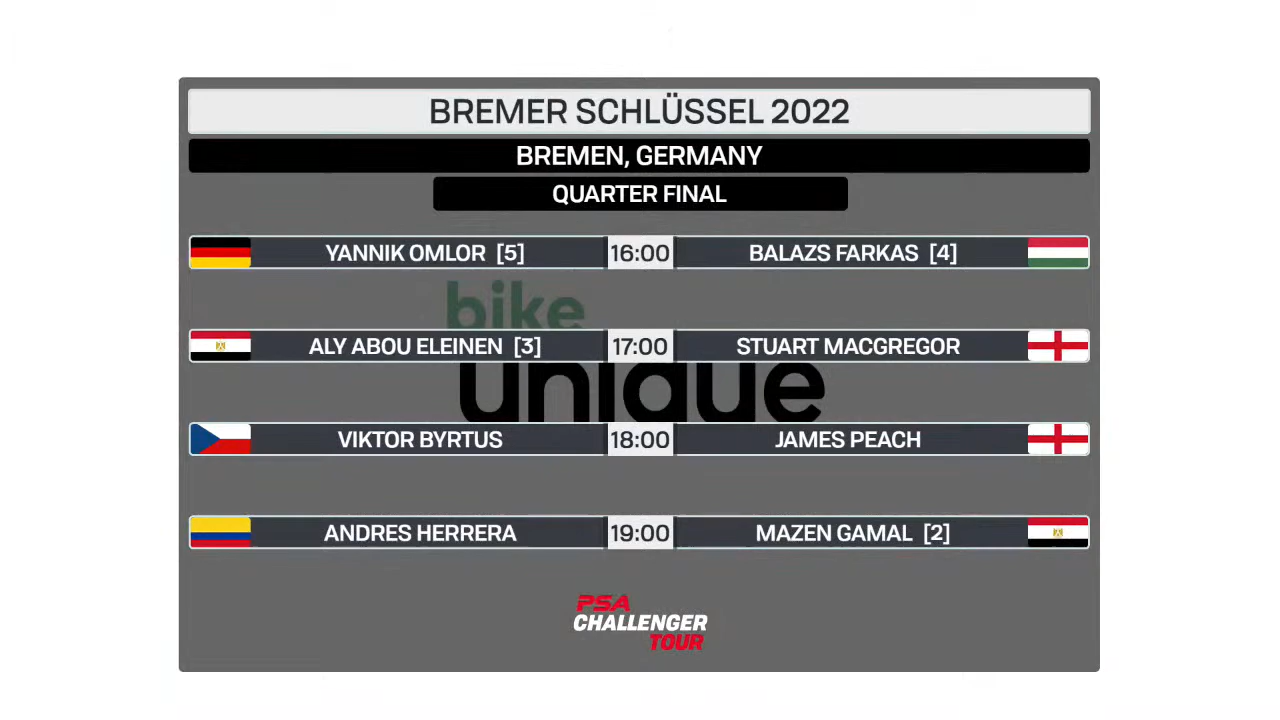 BREMER SCHLÜSSEL 2022
BREMEN, GERMANY
QUARTER FINAL
YANNIK OMLOR [5] 16:00 BALAZS FARKAS [4]
bike
ALY ABOU ELEINEN [3] 17:00 STUART MACGREGOR
unique
VIKTOR BYRTUS 18:00 JAMES PEACH
ANDRES HERRERA 19:00 MAZEN GAMAL [2]
PSA
CHALLENGER
TOUR